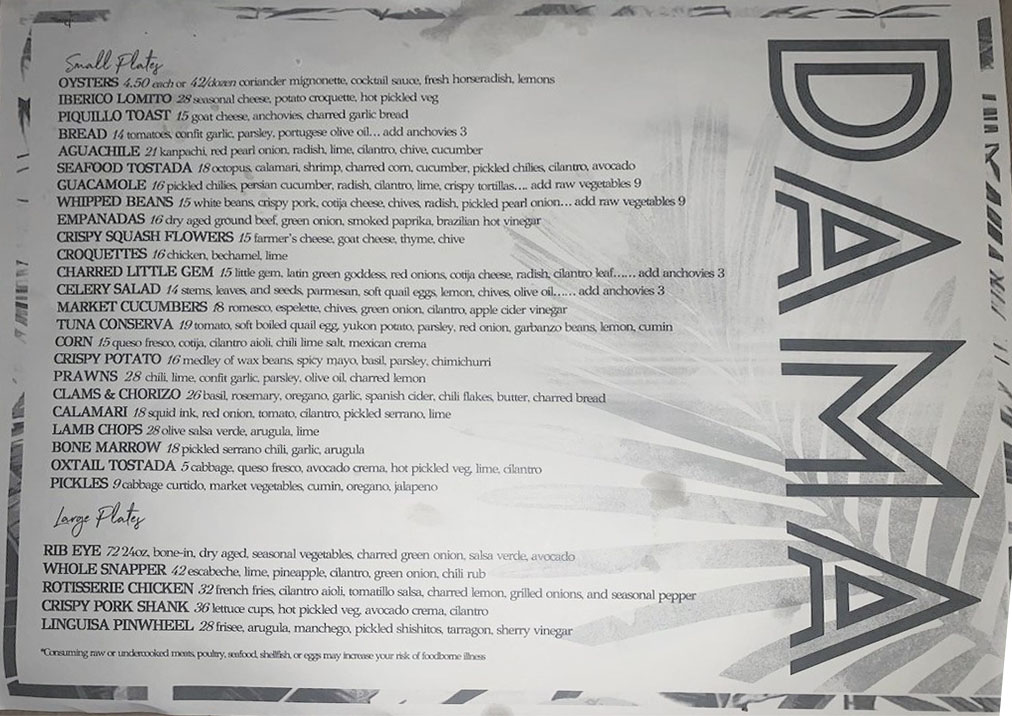 Small Plates
OYSTERS 4.50 each or 42/dozen coriander mignonette, cocktail sauce, fresh horseradish, lemons
IBERICO LOMITO 28 seasonal cheese, potato croquette, hot pickled veg
PIQUILLO TOAST 15 goat cheese, anchovies, charred garlic bread
BREAD 14 tomatoes, confit garlic, parsley, portugese olive oil... add anchovies 3
AGUACHILE 21 kanpachi, red pearl onion, radish, lime, cilantro, chive, cucumber
SEAFOOD TOSTADA 18 octopus, calamari, shrimp, charred corn, cucumber, pickled chilies, cilantro, avocado
GUACAMOLE 16 pickled chilies, persian cucumber, radish, cilantro, lime, crispy tortillas.... add raw vegetables 9
WHIPPED BEANS 15 white beans, crispy pork, cotija cheese, chives, radish, pickled pearl onion... add raw vegetables 9
EMPANADAS 16 dry aged ground beef, green onion, smoked paprika, brazilian hot vinegar
CRISPY SQUASH FLOWERS 15 farmer's cheese, goat cheese, thyme, chive
CROQUETTES 16 chicken, bechamel, lime
CHARRED LITTLE GEM 15 little gem, latin green goddess, red onions, cotija cheese, radish, cilantro leaf...... add anchovies 3
CELERY SALAD 14 stems, leaves, and seeds, parmesan, soft quail eggs, lemon, chives, olive oil...... add anchovies 3
MARKET CUCUMBERS 18 romesco, espelette, chives, green onion, cilantro, apple cider vinegar
TUNA CONSERVA 19 tomato, soft boiled quail egg, yukon potato, parsley, red onion, garbanzo beans, lemon, cumin
CORN 15 queso fresco, cotija, cilantro aioli, chili lime salt, mexican crema
CRISPY POTATO 16 medley of wax beans, spicy mayo, basil, parsley, chimichurri
PRAWNS 28 chili, lime, confit garlic, parsley, olive oil, charred lemon
CLAMS & CHORIZO 26 basil, rosemary, oregano, garlic, spanish cider, chili flakes, butter, charred bread
CALAMARI 18 squid ink, red onion, tomato, cilantro, pickled serrano, lime
LAMB CHOPS 28 olive salsa verde, arugula, lime
BONE MARROW 18 pickled serrano chili, garlic, arugula
OXTAIL TOSTADA 5 cabbage, queso fresco, avocado crema, hot pickled veg, lime, cilantro
PICKLES 9 cabbage curtido, market vegetables, cumin, oregano, jalapeno
Large Plates
RIB EYE 72 24oz, bone-in, dry aged, seasonal vegetables, charred green onion, salsa verde, avocado
WHOLE SNAPPER 42 escabeche, lime, pineapple, cilantro, green onion, chili rub
ROTISSERIE CHICKEN 32 french fries, cilantro aioli, tomatillo salsa, charred lemon, grilled onions, and seasonal pepper
CRISPY PORK SHANK 36 lettuce cups, hot pickled veg, avocado crema, cilantro
LINGUISA PINWHEEL 28 frisee, arugula, manchego, pickled shishitos, tarragon, sherry vinegar
*Consuming raw or undercooked meats, poultry, seafood, shellfish, or eggs may increase your risk of foodborne illness
DAMA